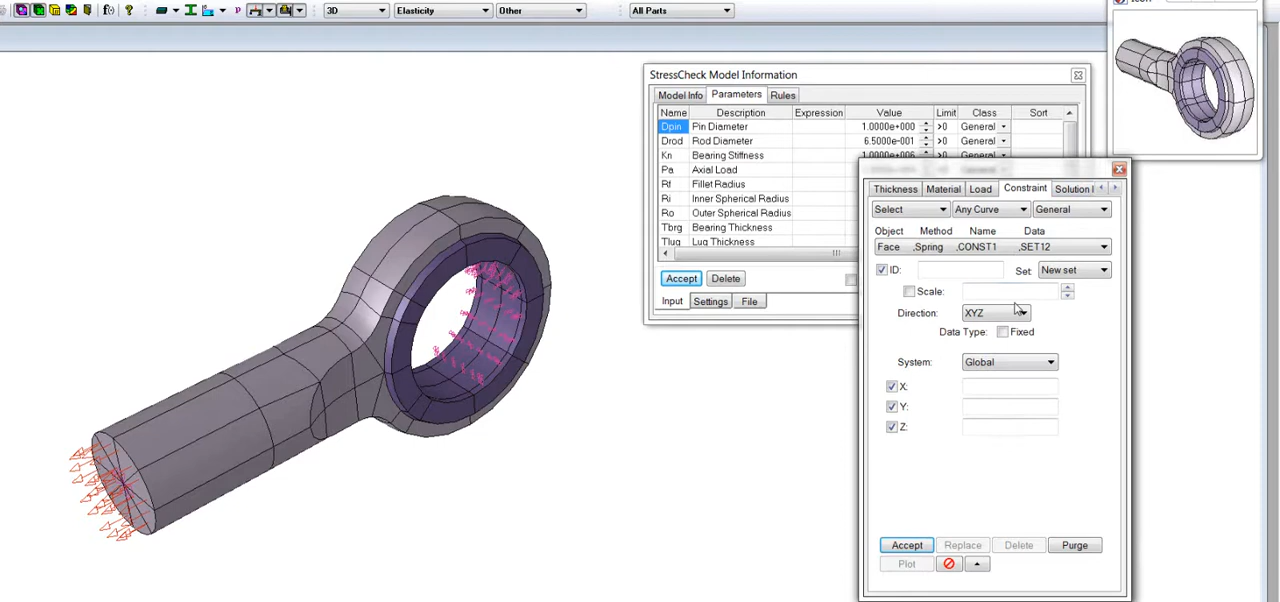 f() ? p 3D Elasticity Other All Parts
StressCheck Model Information
Model Info Parameters Rules
Name Description Expression Value Limit Class Sort
Dpin Pin Diameter 1.0000e+000 >0 General
Drod Rod Diameter 6.5000e-001 >0 General
Kn Bearing Stiffness 1.0000e+006
Pa Axial Load
Rf Fillet Radius
Ri Inner Spherical Radius
Ro Outer Spherical Radius
Tbrg Bearing Thickness
Tlug Lug Thickness
Accept Delete
Input Settings File
Thickness Material Load Constraint Solution I
Select Any Curve General
Object Method Name Data
Face ,Spring ,CONST1 ,SET12
ID: Set: New set
Scale:
Direction: XYZ
Data Type: Fixed
System: Global
X:
Y:
Z:
Accept Replace Delete Purge
Plot